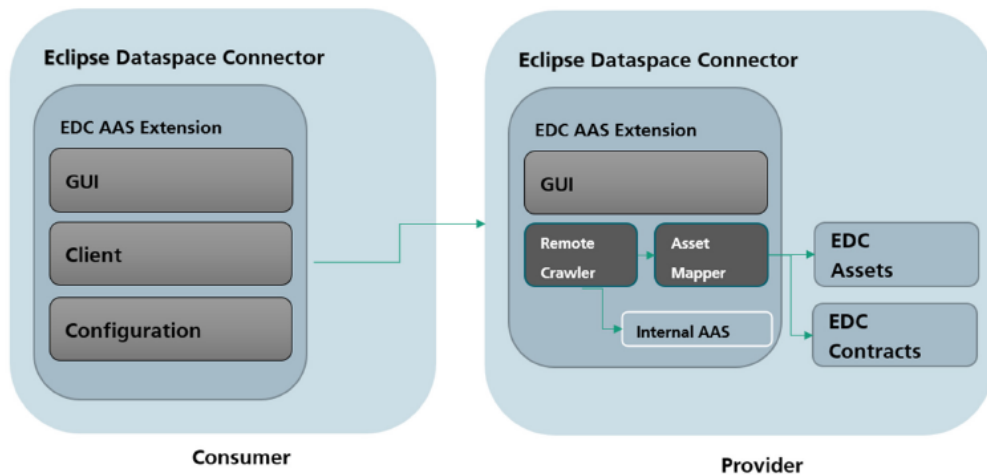 Eclipse Dataspace Connector
EDC AAS Extension
GUI
Client
Configuration
Consumer
Eclipse Dataspace Connector
EDC AAS Extension
GUI
Remote
Crawler
Asset
Mapper
Internal AAS
EDC
Assets
EDC
Contracts
Provider